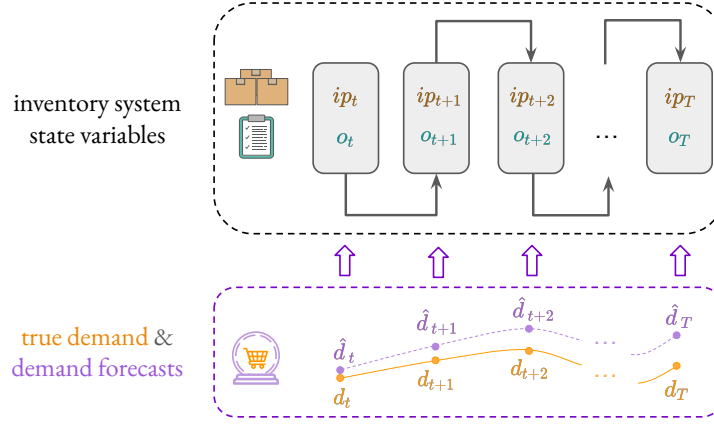 inventory system
state variables
ip_t ip_{t+1} ip_{t+2} ... ip_T
o_t o_{t+1} o_{t+2} o_T
true demand &
demand forecasts
d̂_t d̂_{t+1} d̂_{t+2} ... d̂_T
d_t d_{t+1} d_{t+2} ... d_T